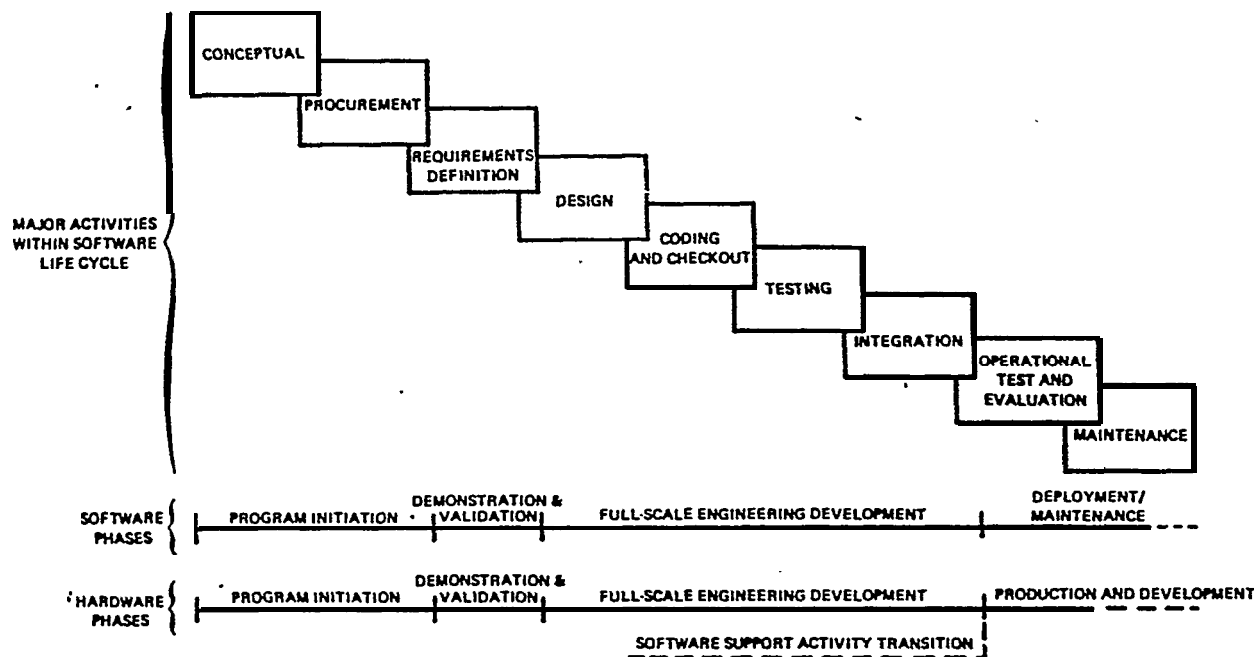 CONCEPTUAL
PROCUREMENT
REQUIREMENTS
DEFINITION
DESIGN
CODING
AND CHECKOUT
TESTING
INTEGRATION
OPERATIONAL
TEST AND
EVALUATION
MAINTENANCE
MAJOR ACTIVITIES
WITHIN SOFTWARE
LIFE CYCLE
SOFTWARE
PHASES
PROGRAM INITIATION
DEMONSTRATION &
VALIDATION
FULL-SCALE ENGINEERING DEVELOPMENT
DEPLOYMENT/
MAINTENANCE
HARDWARE
PHASES
PROGRAM INITIATION
DEMONSTRATION &
VALIDATION
FULL-SCALE ENGINEERING DEVELOPMENT
PRODUCTION AND DEVELOPMENT
SOFTWARE SUPPORT ACTIVITY TRANSITION